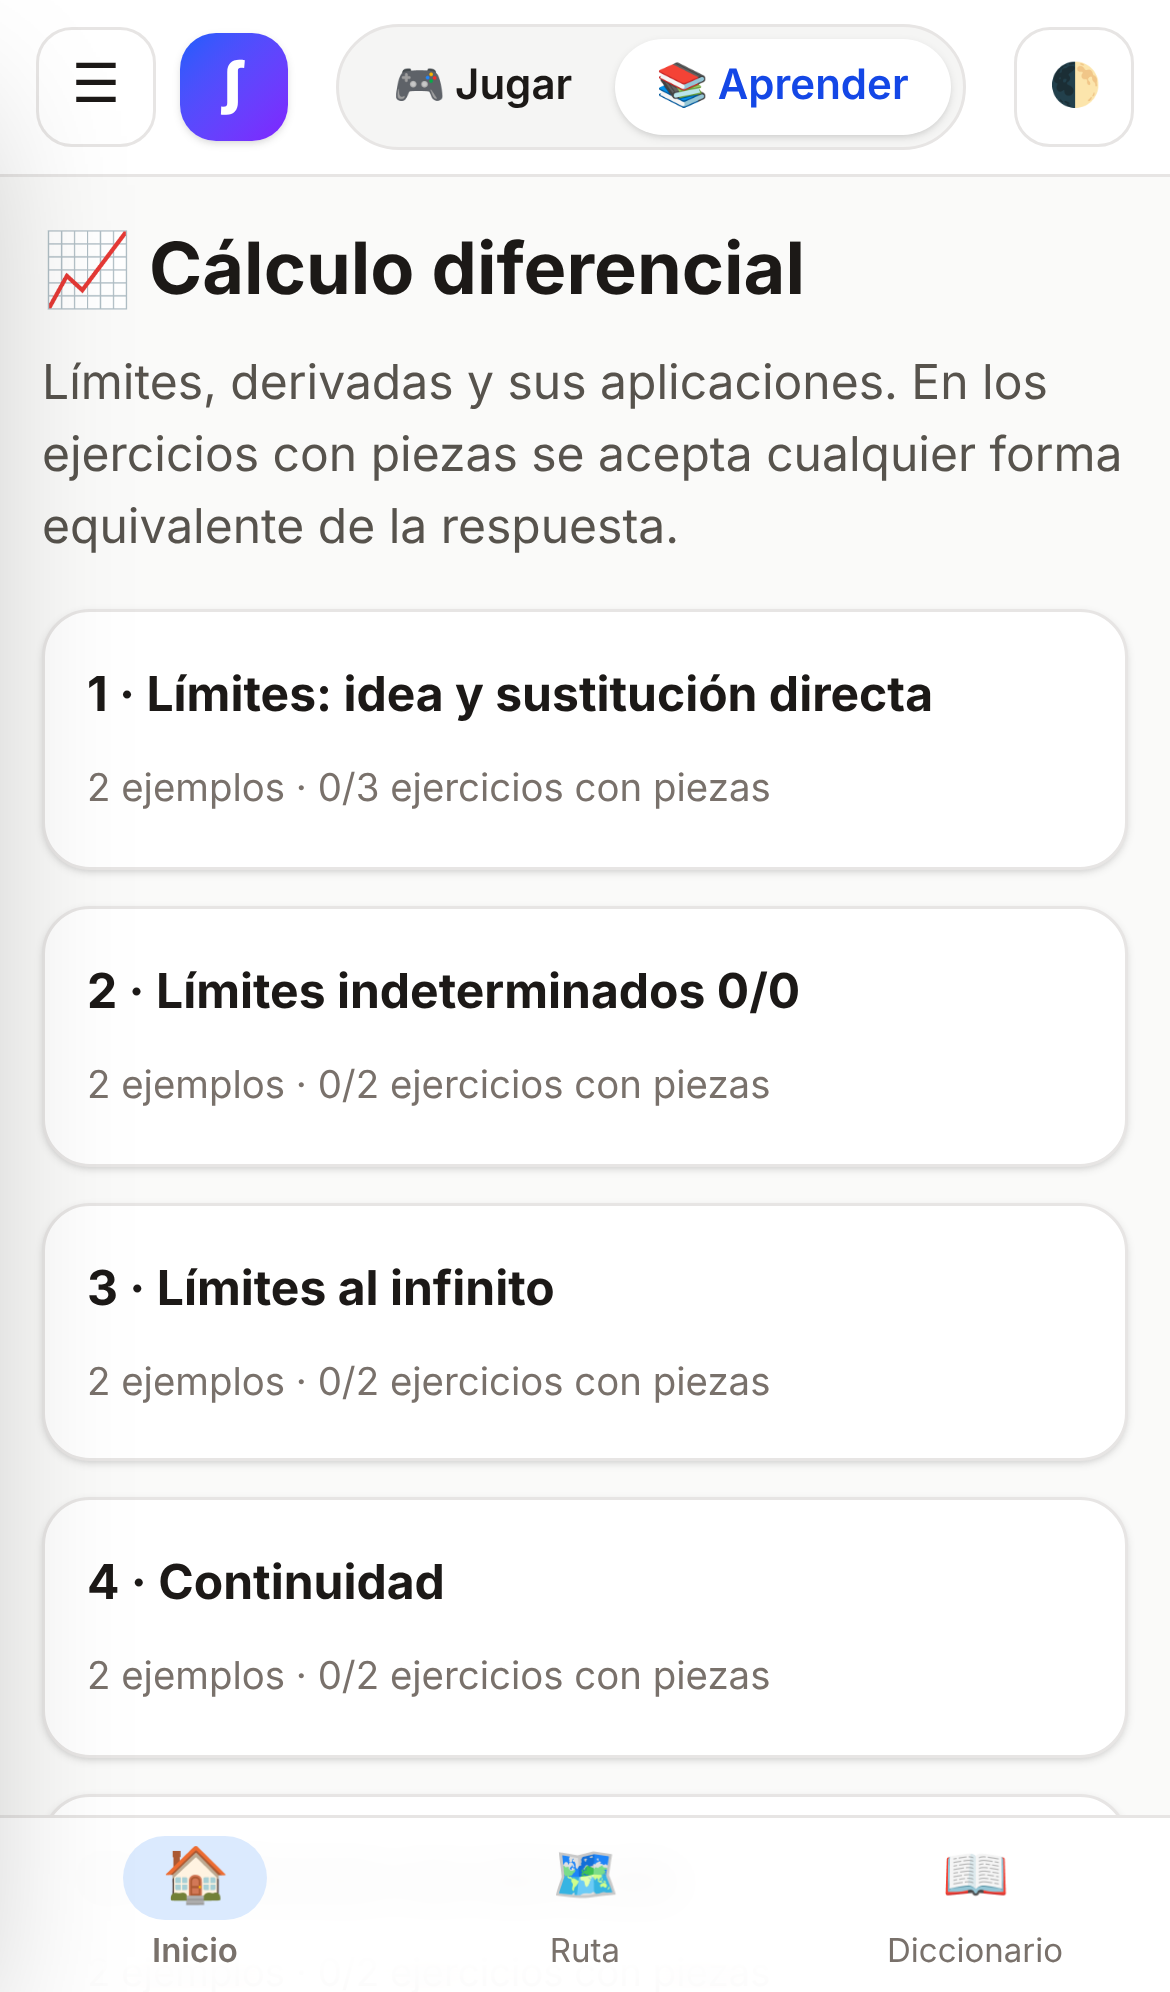 ☰ ∫ 🎮 Jugar 📚 Aprender 🌓
📈 Cálculo diferencial
Límites, derivadas y sus aplicaciones. En los
ejercicios con piezas se acepta cualquier forma
equivalente de la respuesta.
1 · Límites: idea y sustitución directa
2 ejemplos · 0/3 ejercicios con piezas
2 · Límites indeterminados 0/0
2 ejemplos · 0/2 ejercicios con piezas
3 · Límites al infinito
2 ejemplos · 0/2 ejercicios con piezas
4 · Continuidad
2 ejemplos · 0/2 ejercicios con piezas
Inicio Ruta Diccionario